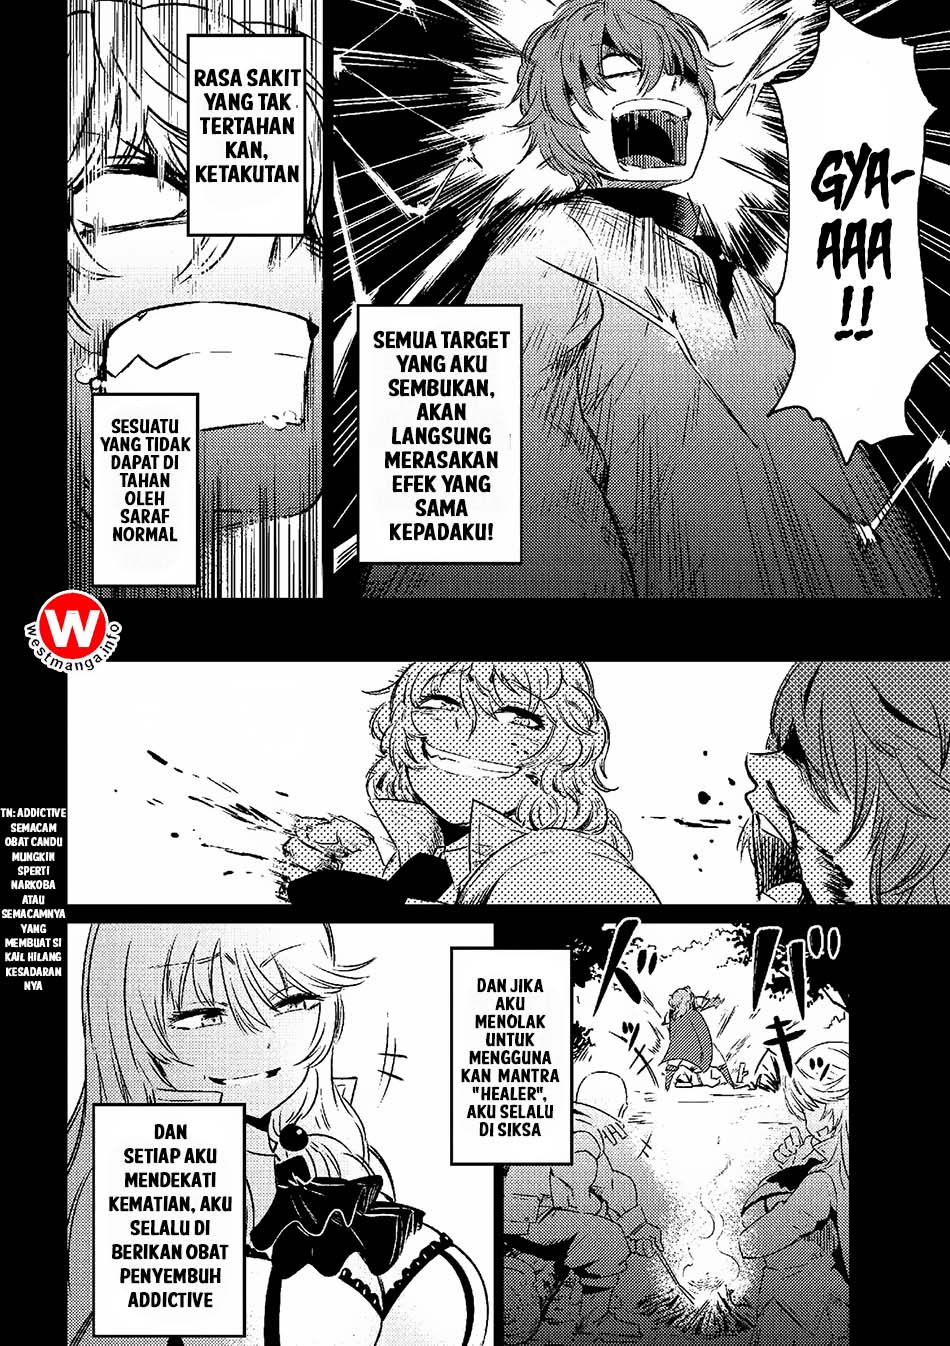 GYA-
AAA
!!
SEMUA TARGET
YANG AKU
SEMBUKAN,
AKAN
LANGSUNG
MERASAKAN
EFEK YANG
SAMA
KEPADAKU!
RASA SAKIT
YANG TAK
TERTAHAN
KAN,
KETAKUTAN
SESUATU
YANG TIDAK
DAPAT DI
TAHAN
OLEH
SARAF
NORMAL
W
westmanga.info
TN: ADDICTIVE
SEMACAM
OBAT CANDU
MUNGKIN
SPERTI
NARKOBA
ATAU
SEMACAMNYA
YANG
MEMBUAT SI
KAIL HILANG
KESADARAN
NYA
DAN JIKA
AKU
MENOLAK
UNTUK
MENGGUNA
KAN MANTRA
"HEALER",
AKU SELALU
DI SIKSA
DAN
SETIAP AKU
MENDEKATI
KEMATIAN, AKU
SELALU DI
BERIKAN OBAT
PENYEMBUH
ADDICTIVE